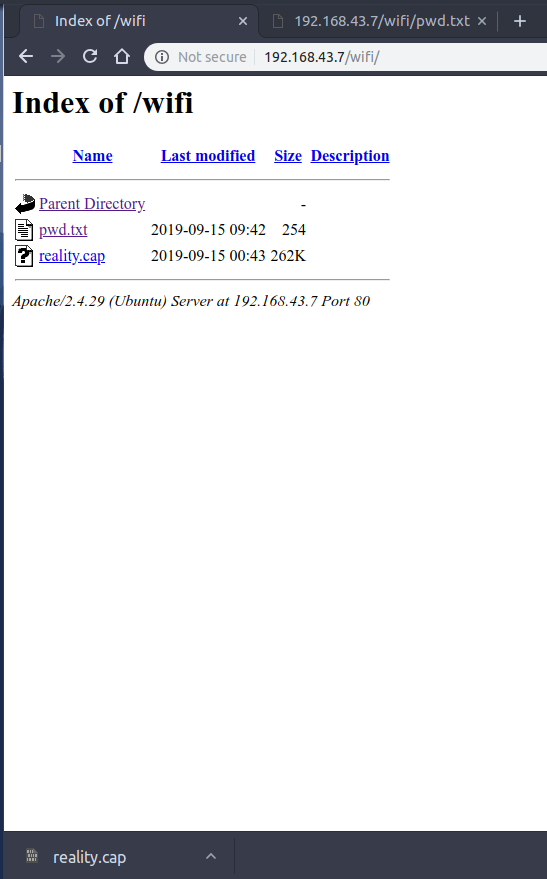 Index of /wifi
192.168.43.7/wifi/pwd.txt
Not secure 192.168.43.7/wifi/
Index of /wifi
Name Last modified Size Description
Parent Directory -
pwd.txt 2019-09-15 09:42 254
reality.cap 2019-09-15 00:43 262K
Apache/2.4.29 (Ubuntu) Server at 192.168.43.7 Port 80
reality.cap